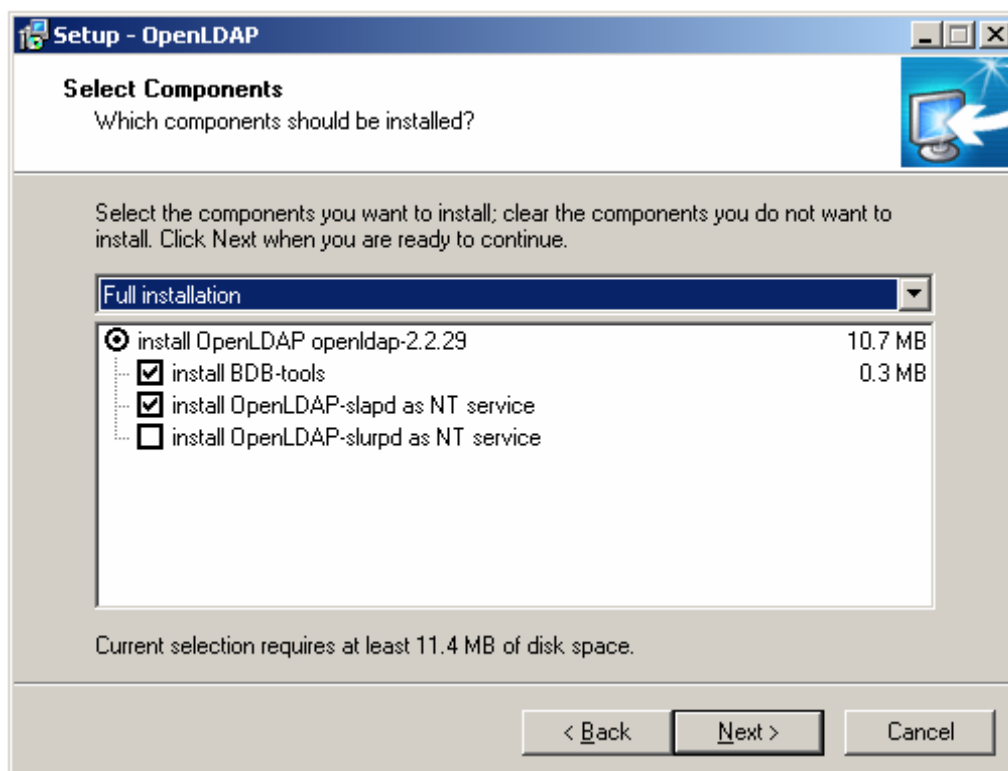 Setup - OpenLDAP
Select Components
Which components should be installed?
Select the components you want to install; clear the components you do not want to
install. Click Next when you are ready to continue.
Full installation
install OpenLDAP openldap-2.2.29 10.7 MB
install BDB-tools 0.3 MB
install OpenLDAP-slapd as NT service
install OpenLDAP-slurpd as NT service
Current selection requires at least 11.4 MB of disk space.
< Back Next > Cancel